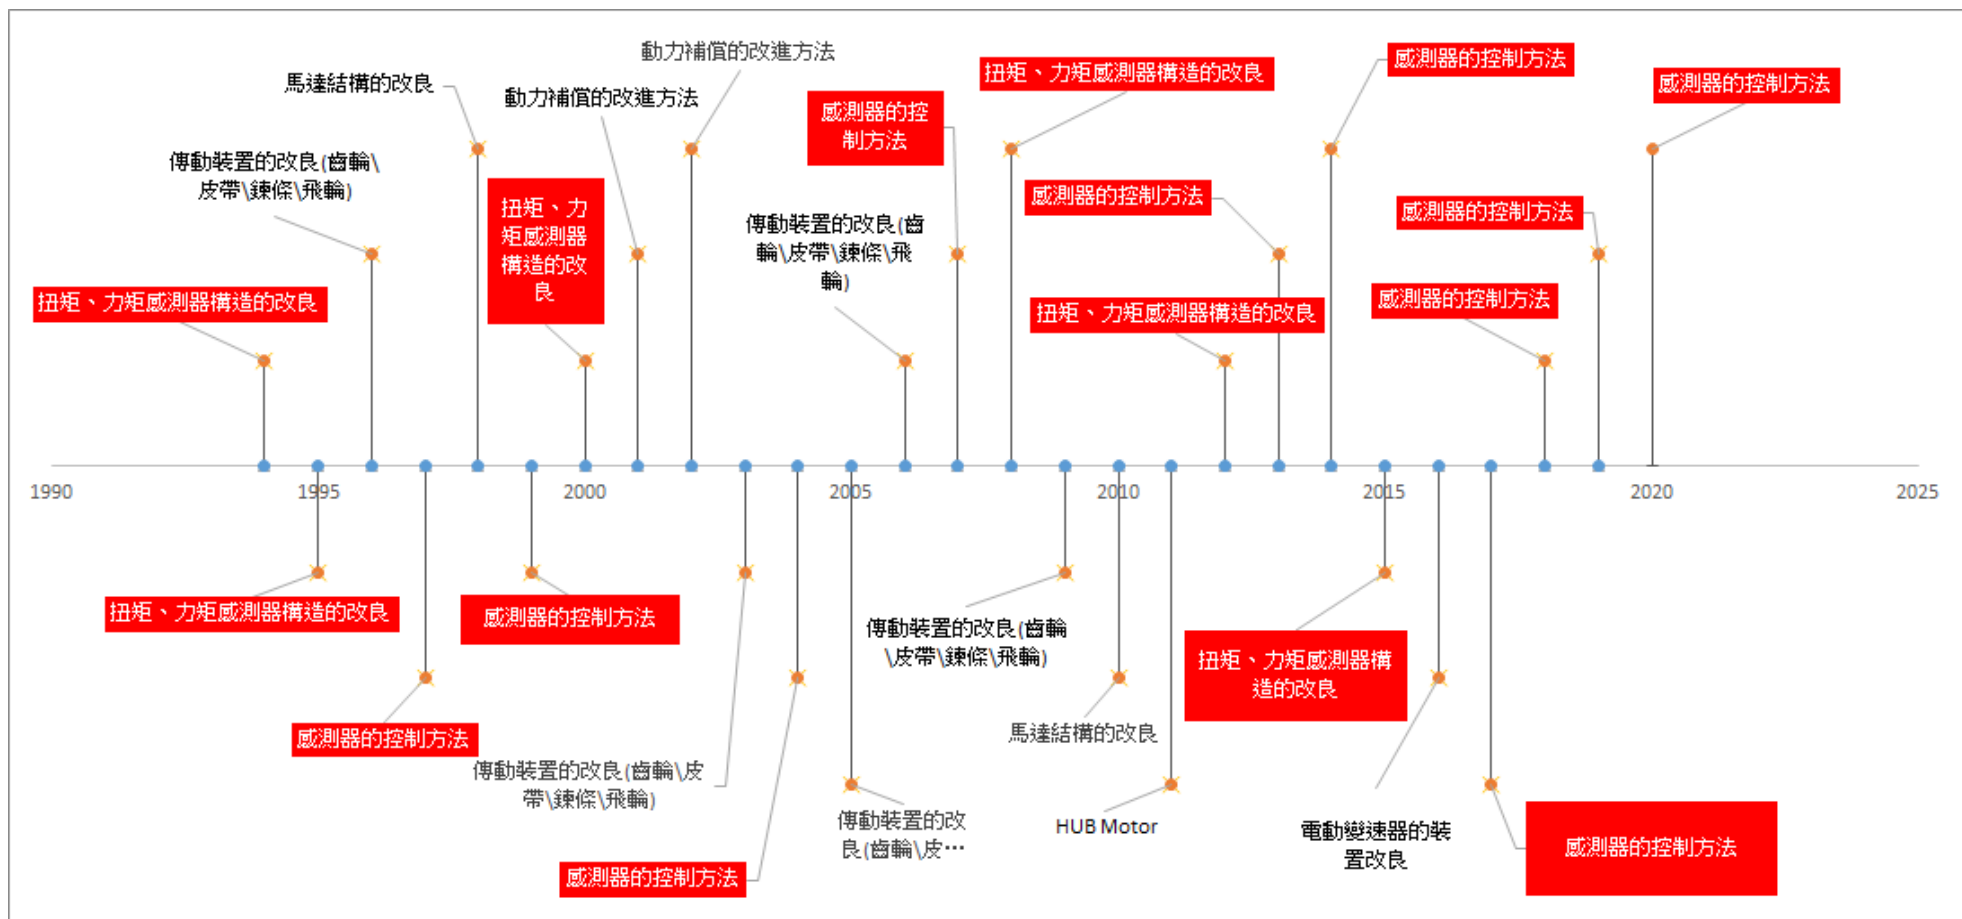 動力補償的改進方法
感測器的控制方法
馬達結構的改良
扭矩、力矩感測器構造的改良
感測器的控制方法
動力補償的改進方法
感測器的控
制方法
傳動裝置的改良(齒輪\
皮帶\鍊條\飛輪)
扭矩、力
矩感測器
構造的改
良
感測器的控制方法
感測器的控制方法
傳動裝置的改良(齒
輪\皮帶\鍊條\飛
輪)
扭矩、力矩感測器構造的改良
扭矩、力矩感測器構造的改良
感測器的控制方法
1990
1995
2000
2005
2010
2015
2020
2025
扭矩、力矩感測器構造的改良
感測器的控制方法
傳動裝置的改良(齒輪
\皮帶\鍊條\飛輪)
扭矩、力矩感測器構
造的改良
感測器的控制方法
馬達結構的改良
傳動裝置的改良(齒輪\皮
帶\鍊條\飛輪)
傳動裝置的改
良(齒輪\皮…
HUB Motor
電動變速器的裝
置改良
感測器的控制方法
感測器的控制方法